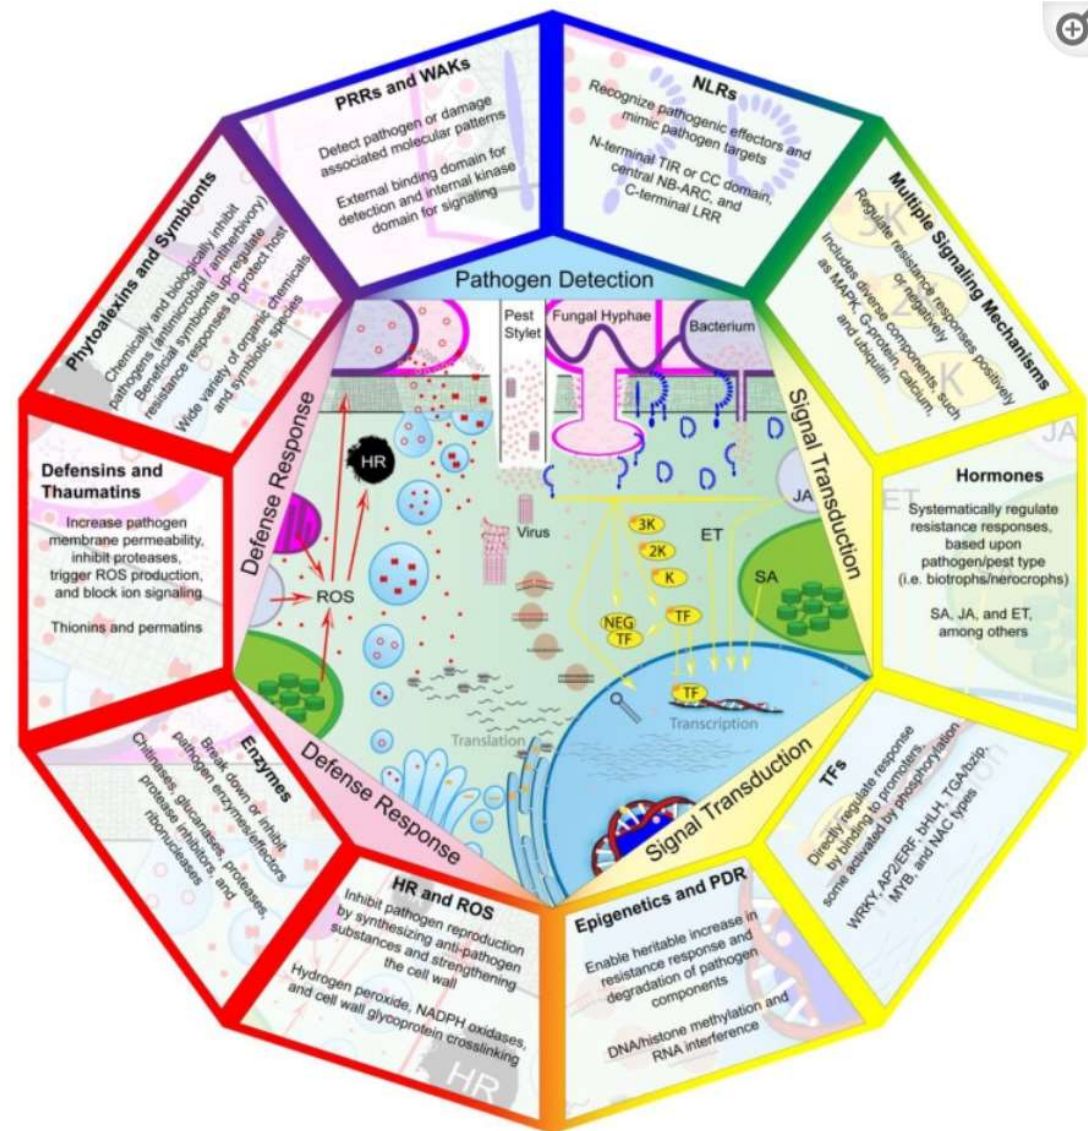 PRRs and WAKs
Detect pathogen or damage
associated molecular patterns
External binding domain for
detection and internal kinase
domain for signaling
NLRs
Recognize pathogenic effectors and
mimic pathogen targets
N-terminal TIR or CC domain,
central NB-ARC, and
C-terminal LRR
Multiple Signaling Mechanisms
Regulate resistance responses positively
or negatively
Includes diverse components, such
as MAPK, G-protein, calcium,
and ubiquitin
3K
2K
K
Hormones
Systematically regulate
resistance responses,
based upon
pathogen/pest type
(i.e. biotrophs/nerocrophs)
SA, JA, and ET,
among others
JA
ET
TFs
Directly regulate response
by binding to promoters,
some activated by phosphorylation
WRKY, AP2/ERF, bHLH, TGA/bzip,
MYB, and NAC types
Epigenetics and PDR
Enable heritable increase in
resistance response and
degradation of pathogen
components
DNA/histone methylation and
RNA interference
HR and ROS
Inhibit pathogen reproduction
by synthesizing anti-pathogen
substances and strengthening
the cell wall
Hydrogen peroxide, NADPH oxidases,
and cell wall glycoprotein crosslinking
HR
Enzymes
Break down or inhibit
pathogen enzymes/effectors
Chitinases, glucanases, proteases,
protease inhibitors, and
ribonucleases
Defensins and
Thaumatins
Increase pathogen
membrane permeability,
inhibit proteases,
trigger ROS production,
and block ion signaling
Thionins and permatins
Phytoalexins and Symbionts
Chemically and biologically inhibit
pathogens (antimicrobial / antiherbivory)
Beneficial symbionts up-regulate
resistance responses to protect host
Wide variety of organic chemicals
and symbiotic species
Pathogen Detection
Signal Transduction
Signal Transduction
Defense Response
Defense Response
Pest
Stylet
Fungal Hyphae
Bacterium
HR
Virus
ROS
JA
3K
2K
K
ET
SA
NEG
TF
TF
TF
Transcription
Translation